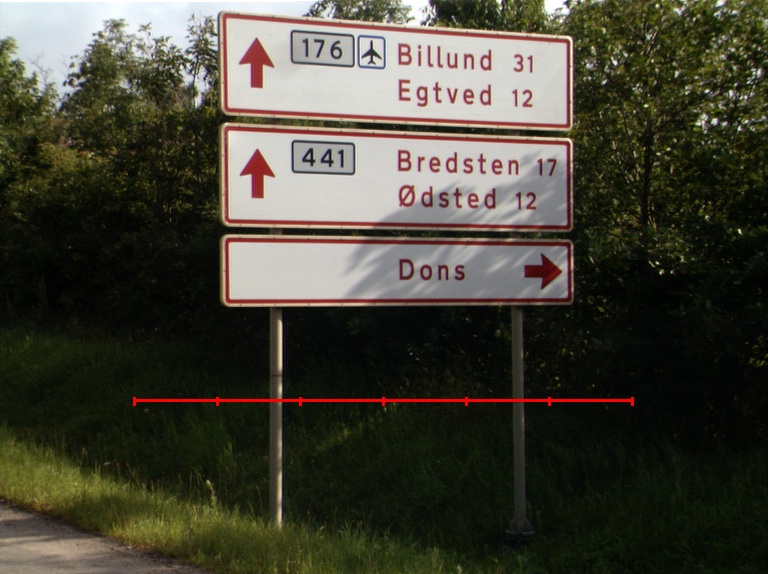 176 Billund 31
Egtved 12
441 Bredsten 17
Ødsted 12
Dons